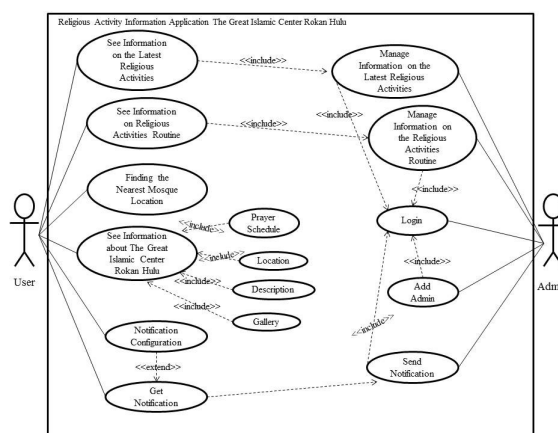 Religious Activity Information Application The Great Islamic Center Rokan Hulu
See Information
on the Latest
Religious
Activities
<<include>>
Manage
Information on the
Latest Religious
Activities
<<include>>
See Information
on Religious
Activities Routine
<<include>>
Manage
Information on
the Religious
Activities
Routine
<<include>>
Finding the
Nearest Mosque
Location
Prayer
Schedule
<<include>>
Login
See Information
about The Great
Islamic Center
Rokan Hulu
<<include>>
Location
<<include>>
User
Adm
<<include>>
Description
Add
Admin
<<include>>
Gallery
<<include>>
Notification
Configuration
<<extend>>
Send
Notification
Get
Notification